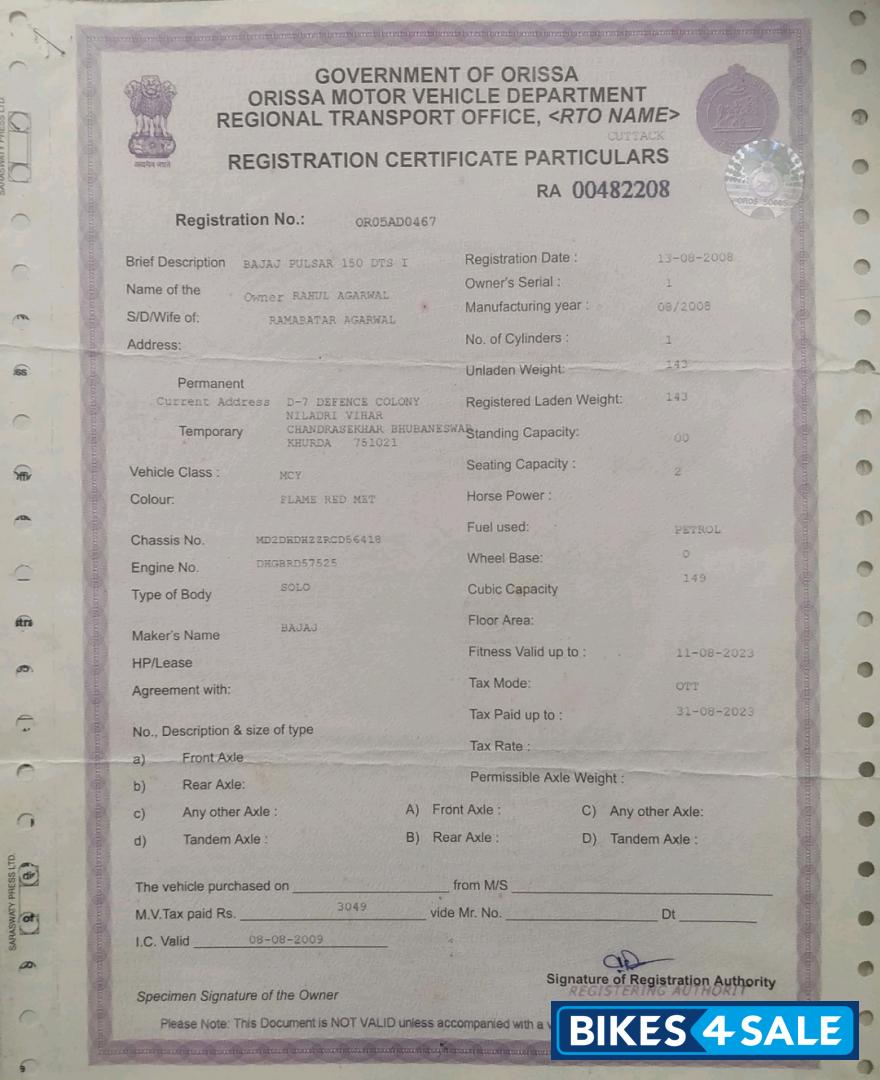 GOVERNMENT OF ORISSA
ORISSA MOTOR VEHICLE DEPARTMENT
REGIONAL TRANSPORT OFFICE, <RTO NAME>
CUTTACK
REGISTRATION CERTIFICATE PARTICULARS
RA 00482208
Registration No.: OR05AD0467
Brief Description BAJAJ PULSAR 150 DTS I
Name of the Owner RAHUL AGARWAL
S/D/Wife of: RAMABATAR AGARWAL
Address:
Permanent
Current Address D-7 DEFENCE COLONY
NILADRI VIHAR
Temporary CHANDRASEKHAR BHUBANESWAR
KHURDA 751021
Vehicle Class : MCY
Colour: FLAME RED MET
Chassis No. MD2DHDHZZRCD56418
Engine No. DHGBRD57525
Type of Body SOLO
Maker's Name BAJAJ
HP/Lease
Agreement with:
Registration Date : 13-08-2008
Owner's Serial : 1
Manufacturing year : 08/2008
No. of Cylinders : 1
Unladen Weight: 143
Registered Laden Weight: 143
Standing Capacity: 00
Seating Capacity : 2
Horse Power :
Fuel used: PETROL
Wheel Base: 0
Cubic Capacity 149
Floor Area:
Fitness Valid up to : 11-08-2023
Tax Mode: OTT
Tax Paid up to : 31-08-2023
Tax Rate :
No., Description & size of type
a) Front Axle
b) Rear Axle:
c) Any other Axle :
d) Tandem Axle :
Permissible Axle Weight :
A) Front Axle : C) Any other Axle:
B) Rear Axle : D) Tandem Axle :
The vehicle purchased on from M/S
M.V.Tax paid Rs. 3049 vide Mr. No. Dt
I.C. Valid 08-08-2009
Signature of Registration Authority
REGISTERING AUTHORIT
Specimen Signature of the Owner
Please Note: This Document is NOT VALID unless accompanied with a
BIKES4SALE
SARASWATY PRESS LTD.
SARASWATY PRESS LTD.